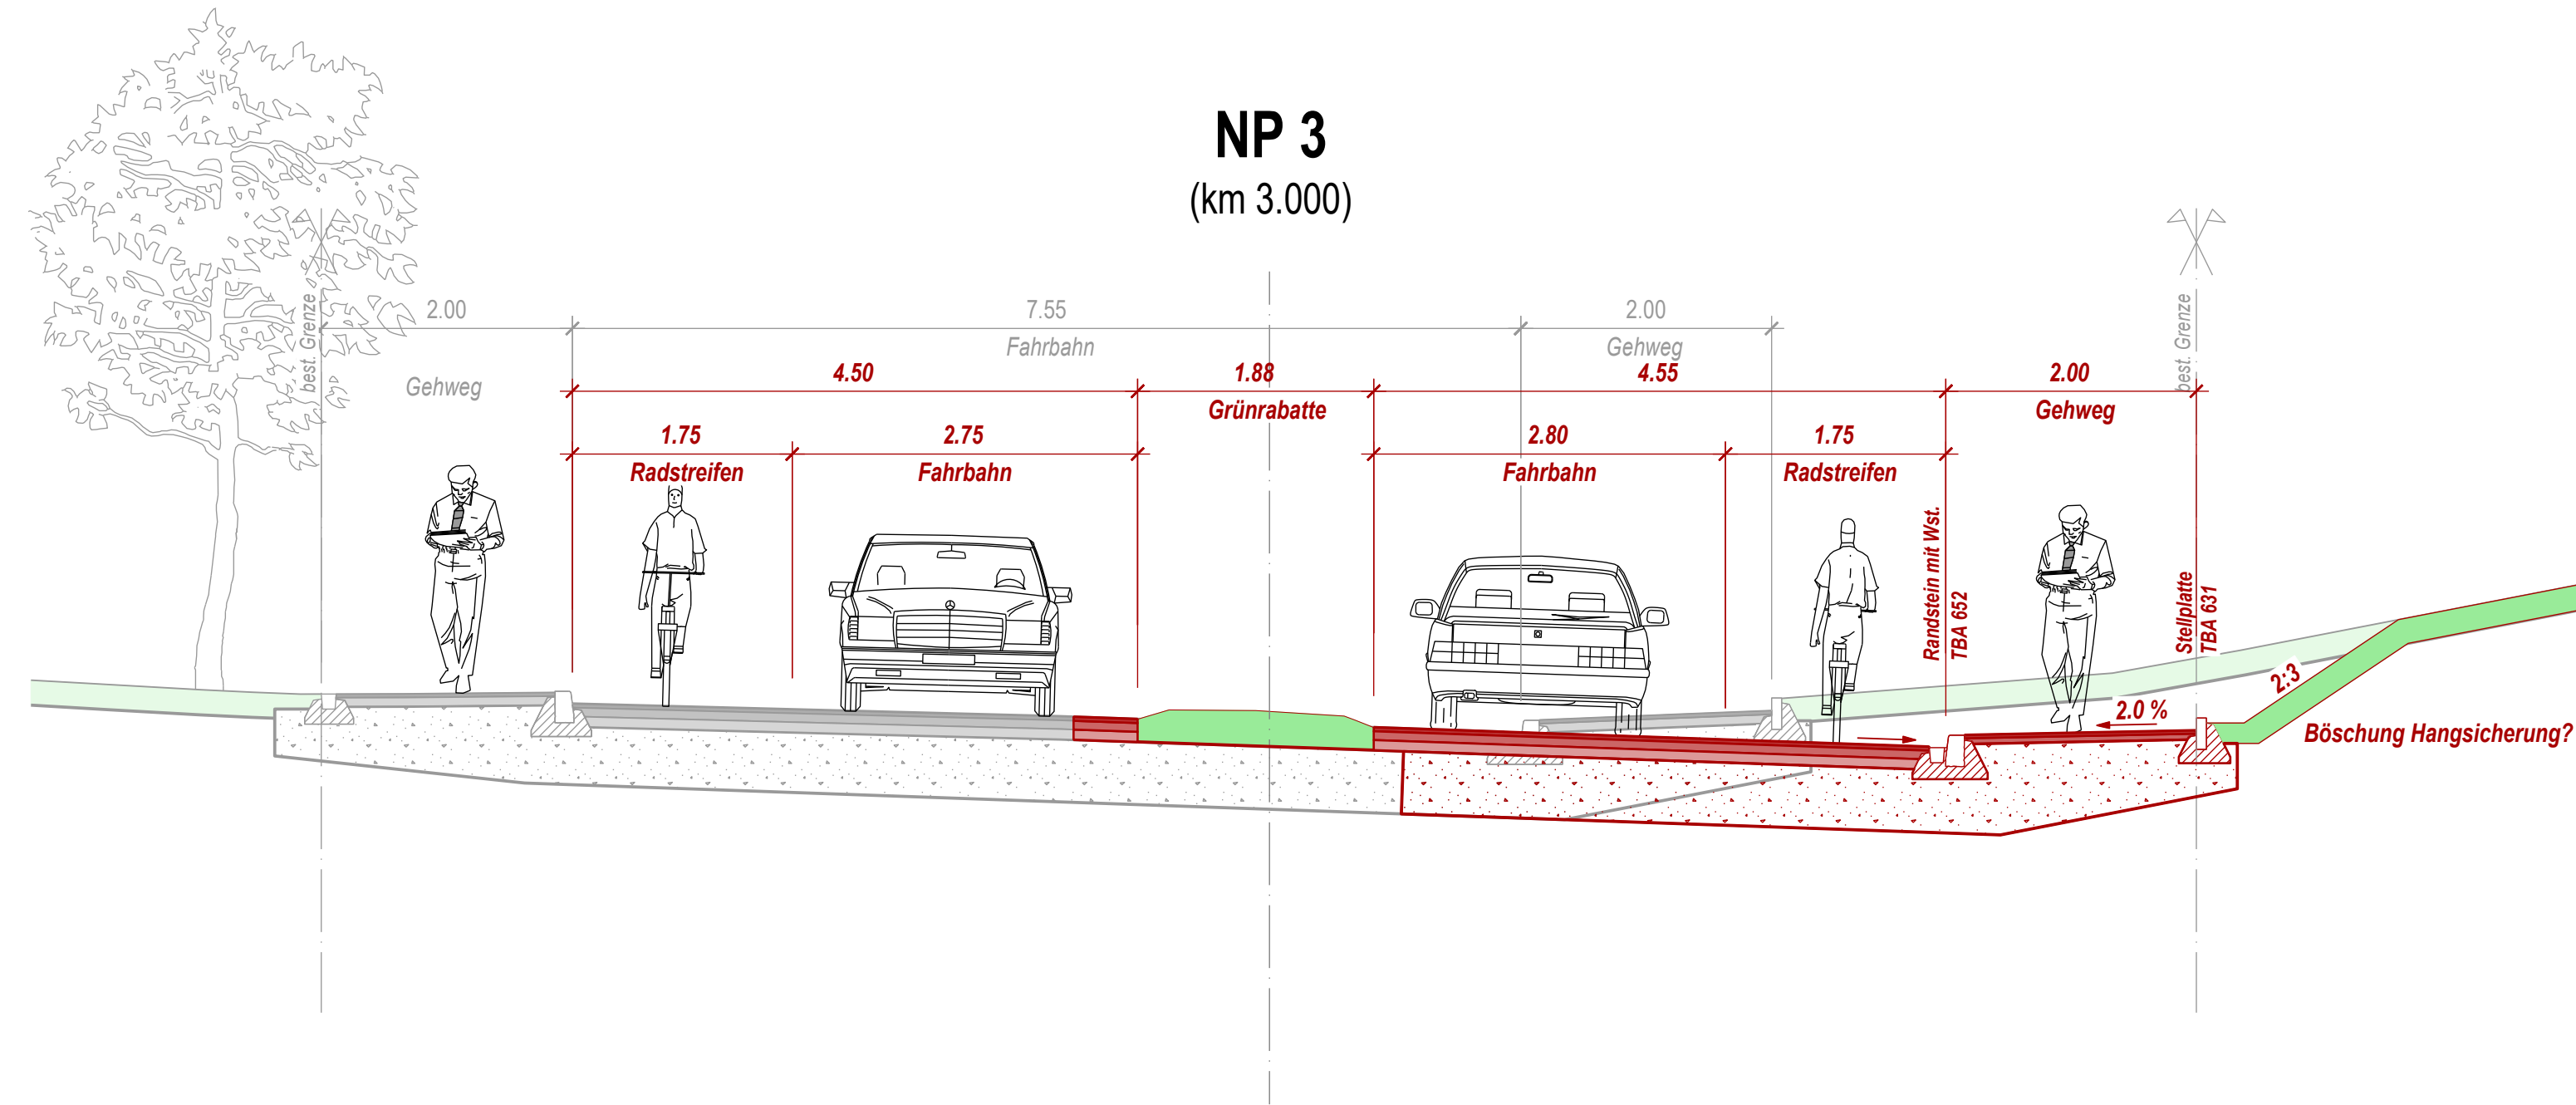 NP 3
(km 3.000)
best. Grenze
best. Grenze
2.00
7.55
2.00
Gehweg
Fahrbahn
Gehweg
4.50
1.88
4.55
2.00
Grünrabatte
Gehweg
1.75
2.75
2.80
1.75
Radstreifen
Fahrbahn
Fahrbahn
Radstreifen
Randstein mit Wst.
TBA 652
Stellplatte
TBA 631
2:3
2.0 %
Böschung Hangsicherung?